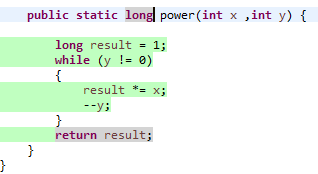 public static long power(int x ,int y) {
long result = 1;
while (y != 0)
{
result *= x;
--y;
}
return result;
}
}